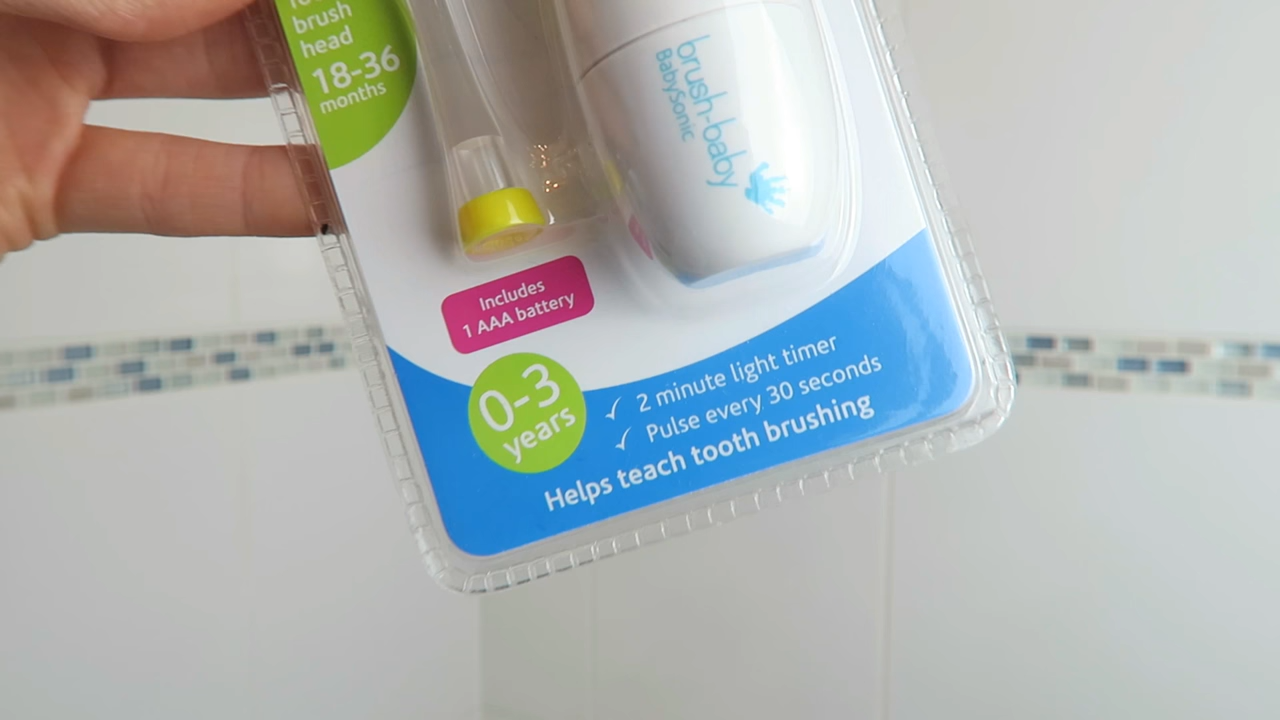 brush
head
18-36
months
brush-baby
BabySonic
Includes
1 AAA battery
0-3
years
✓ 2 minute light timer
✓ Pulse every 30 seconds
Helps teach tooth brushing